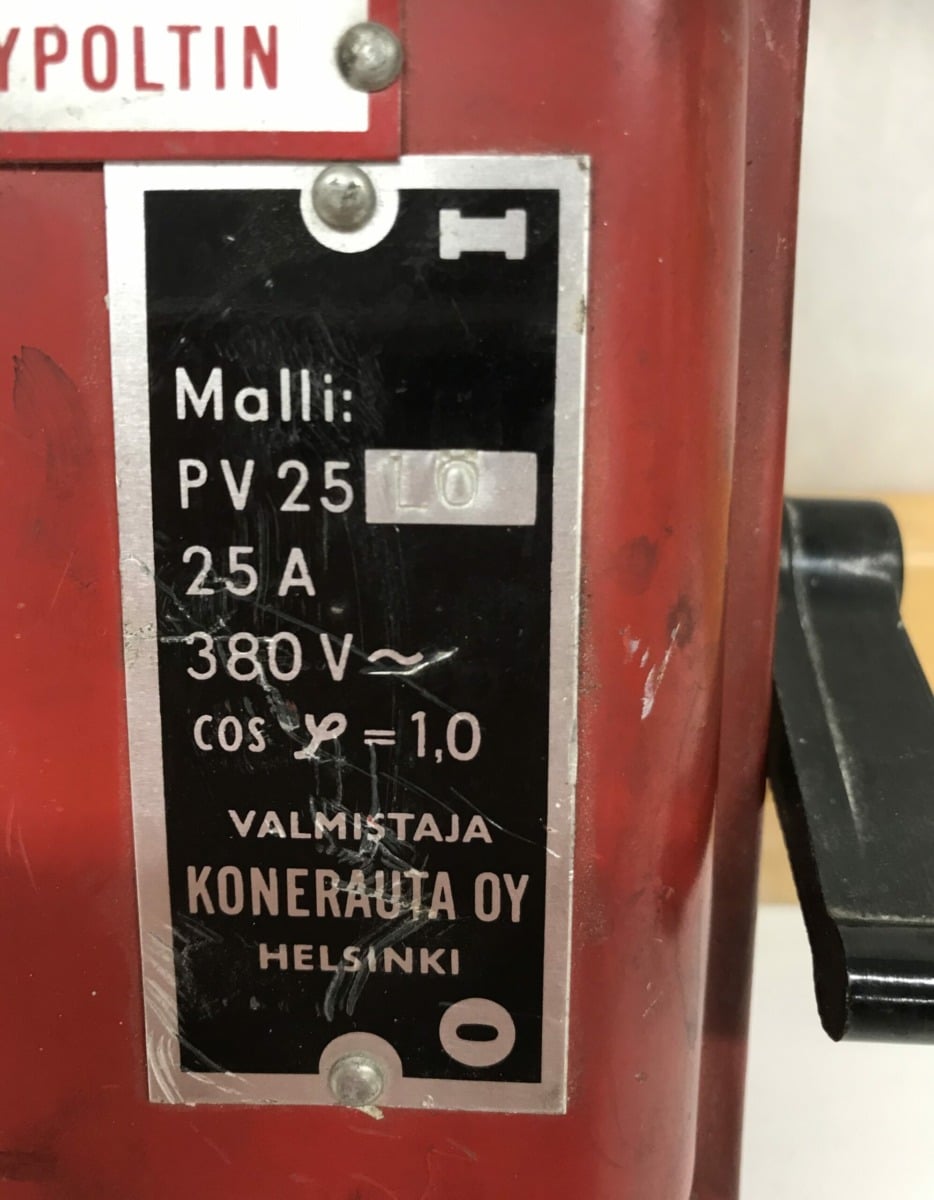 YPOLTIN
I
Malli:
PV 25 LÖ
25 A
380 V ~
cos φ = 1,0
VALMISTAJA
KONERAUTA OY
HELSINKI
0